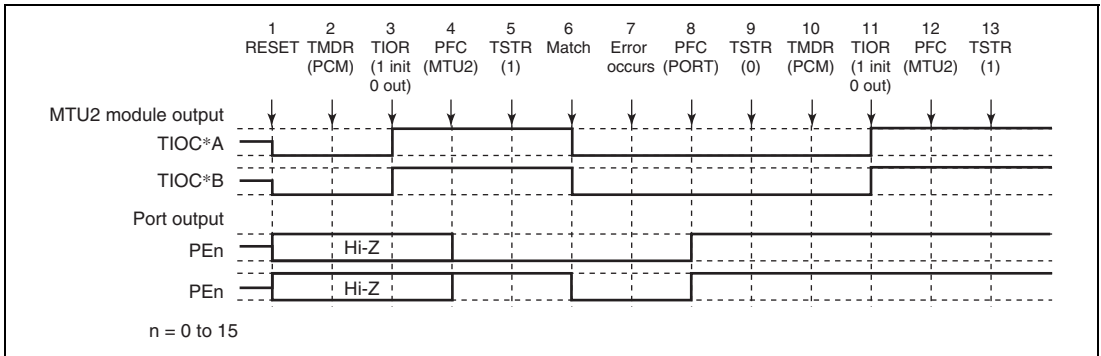 1 2 3 4 5 6 7 8 9 10 11 12 13
RESET TMDR TIOR PFC TSTR Match Error PFC TSTR TMDR TIOR PFC TSTR
(PCM) (1 init (MTU2) (1) occurs (PORT) (0) (PCM) (1 init (MTU2) (1)
0 out) 0 out)
MTU2 module output
TIOC*A
TIOC*B
Port output
PEn Hi-Z
PEn Hi-Z
n = 0 to 15